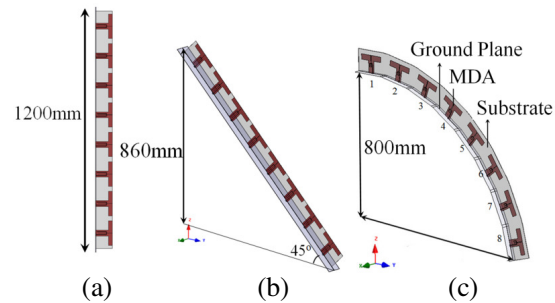 1200mm
860mm
45°
Z
X
Y
Ground Plane
MDA
Substrate
800mm
1
2
3
4
5
6
7
8
Z
X
Y
(a)
(b)
(c)